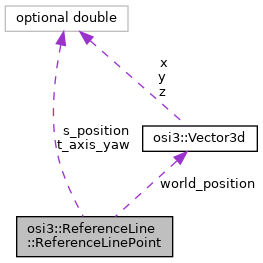 optional double
x
y
z
s_position
t_axis_yaw
osi3::Vector3d
world_position
osi3::ReferenceLine
::ReferenceLinePoint